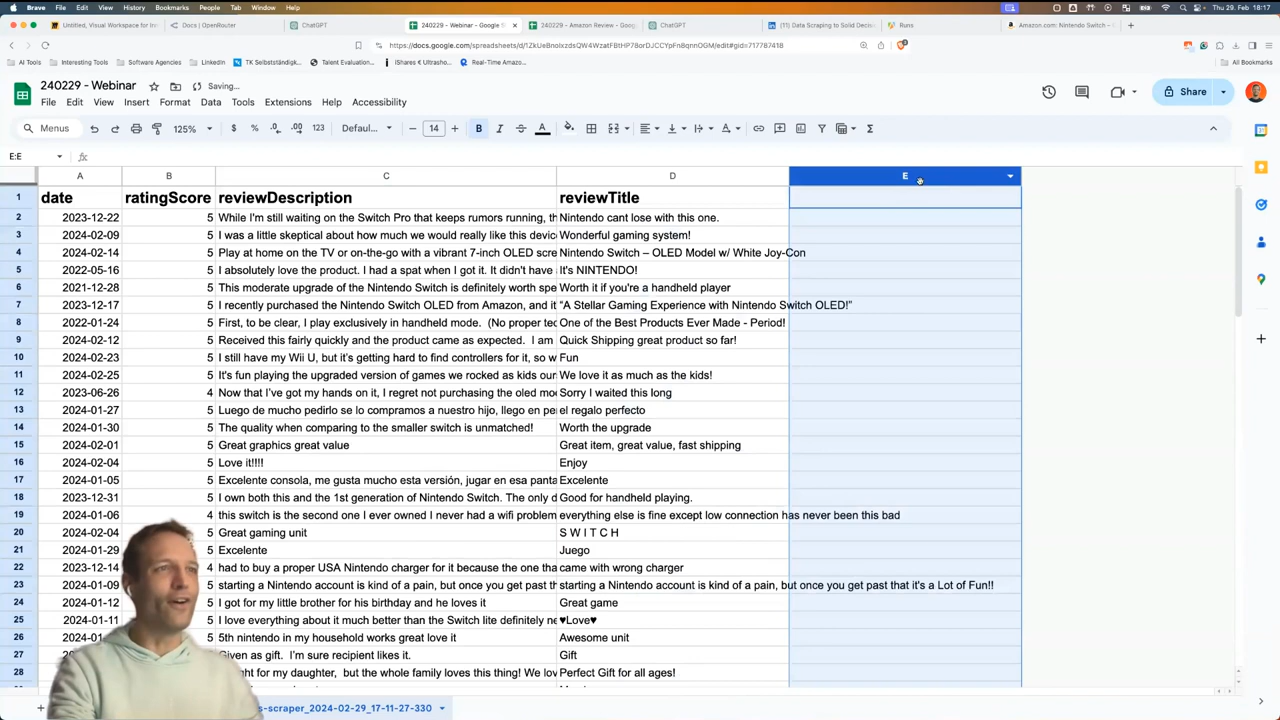 Brave File Edit View History Bookmarks People Tab Window Help Thu 29. Feb 18:17
Untitled, Visual Workspace for In Docs | OpenRouter ChatGPT 240229 - Webinar - Google S 240229 - Amazon Review - Goog ChatGPT (11) Data Scraping to Solid Decis Runs Amazon.com: Nintendo Switch –
AI Tools Interesting Tools Software Agencies LinkedIn TK Selbstständigk... Talent Evaluation... iShares € Ultrasho... Real-Time Amazo... All Bookmarks
240229 - Webinar Saving...
File Edit View Insert Format Data Tools Extensions Help Accessibility
Share
Menus 125% $ % .0 .00 123 Defaul... 14 B I A
E:E fx
A B C D E
1 date ratingScore reviewDescription reviewTitle
2 2023-12-22 5 While I'm still waiting on the Switch Pro that keeps rumors running, th Nintendo cant lose with this one.
3 2024-02-09 5 I was a little skeptical about how much we would really like this devic Wonderful gaming system!
4 2024-02-14 5 Play at home on the TV or on-the-go with a vibrant 7-inch OLED scre Nintendo Switch – OLED Model w/ White Joy-Con
5 2022-05-16 5 I absolutely love the product. I had a spat when I got it. It didn't have It's NINTENDO!
6 2021-12-28 5 This moderate upgrade of the Nintendo Switch is definitely worth spe Worth it if you're a handheld player
7 2023-12-17 5 I recently purchased the Nintendo Switch OLED from Amazon, and it “A Stellar Gaming Experience with Nintendo Switch OLED!”
8 2022-01-24 5 First, to be clear, I play exclusively in handheld mode. (No proper tec One of the Best Products Ever Made - Period!
9 2024-02-12 5 Received this fairly quickly and the product came as expected. I am Quick Shipping great product so far!
10 2024-02-23 5 I still have my Wii U, but it's getting hard to find controllers for it, so w Fun
11 2024-02-25 5 It's fun playing the upgraded version of games we rocked as kids our We love it as much as the kids!
12 2023-06-26 4 Now that I've got my hands on it, I regret not purchasing the oled mo Sorry I waited this long
13 2024-01-27 5 Luego de mucho pedirlo se lo compramos a nuestro hijo, llego en pe el regalo perfecto
14 2024-01-30 5 The quality when comparing to the smaller switch is unmatched! Worth the upgrade
15 2024-02-01 5 Great graphics great value Great item, great value, fast shipping
16 2024-02-04 5 Love it!!!! Enjoy
17 2024-01-05 5 Excelente consola, me gusta mucho esta versión, jugar en esa panta Excelente
18 2023-12-31 5 I own both this and the 1st generation of Nintendo Switch. The only d Good for handheld playing.
19 2024-01-06 4 this switch is the second one I ever owned I never had a wifi problem everything else is fine except low connection has never been this bad
20 2024-02-04 5 Great gaming unit S W I T C H
21 2024-01-29 5 Excelente Juego
22 2023-12-14 4 had to buy a proper USA Nintendo charger for it because the one tha came with wrong charger
23 2024-01-09 5 starting a Nintendo account is kind of a pain, but once you get past th starting a Nintendo account is kind of a pain, but once you get past that it's a Lot of Fun!!
24 2024-01-12 5 I got for my little brother for his birthday and he loves it Great game
25 2024-01-11 5 I love everything about it much better than the Switch lite definitely ne ♥Love♥
26 2024-01- 5 5th nintendo in my household works great love it Awesome unit
27 Given as gift. I'm sure recipient likes it. Gift
28 for my daughter, but the whole family loves this thing! We lov Perfect Gift for all ages!
s-scraper_2024-02-29_17-11-27-330